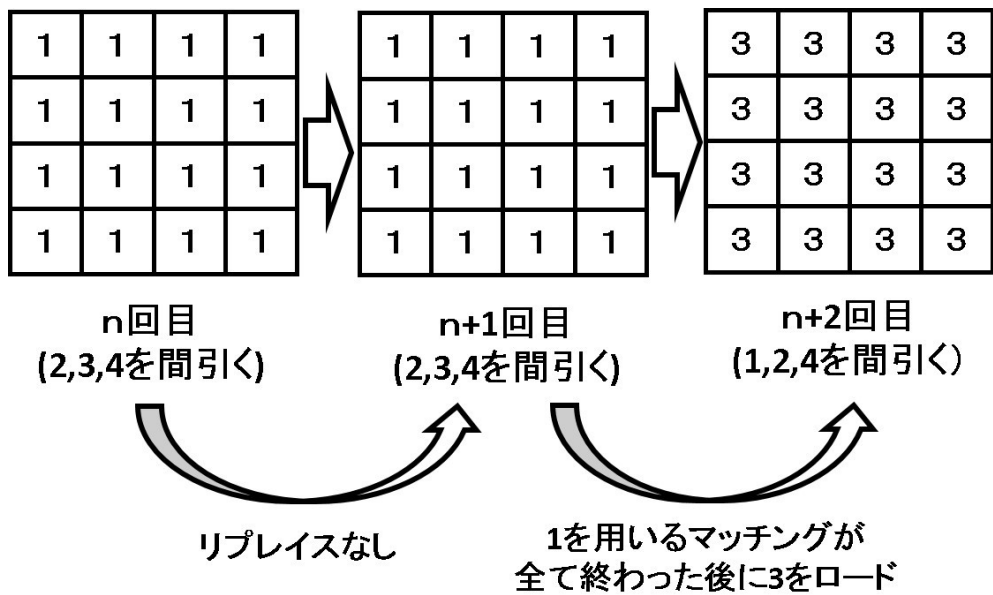 1 1 1 1
1 1 1 1
1 1 1 1
1 1 1 1
n回目
(2,3,4を間引く)
1 1 1 1
1 1 1 1
1 1 1 1
1 1 1 1
n+1回目
(2,3,4を間引く)
3 3 3 3
3 3 3 3
3 3 3 3
3 3 3 3
n+2回目
(1,2,4を間引く)
リプレイスなし
1を用いるマッチングが
全て終わった後に3をロード